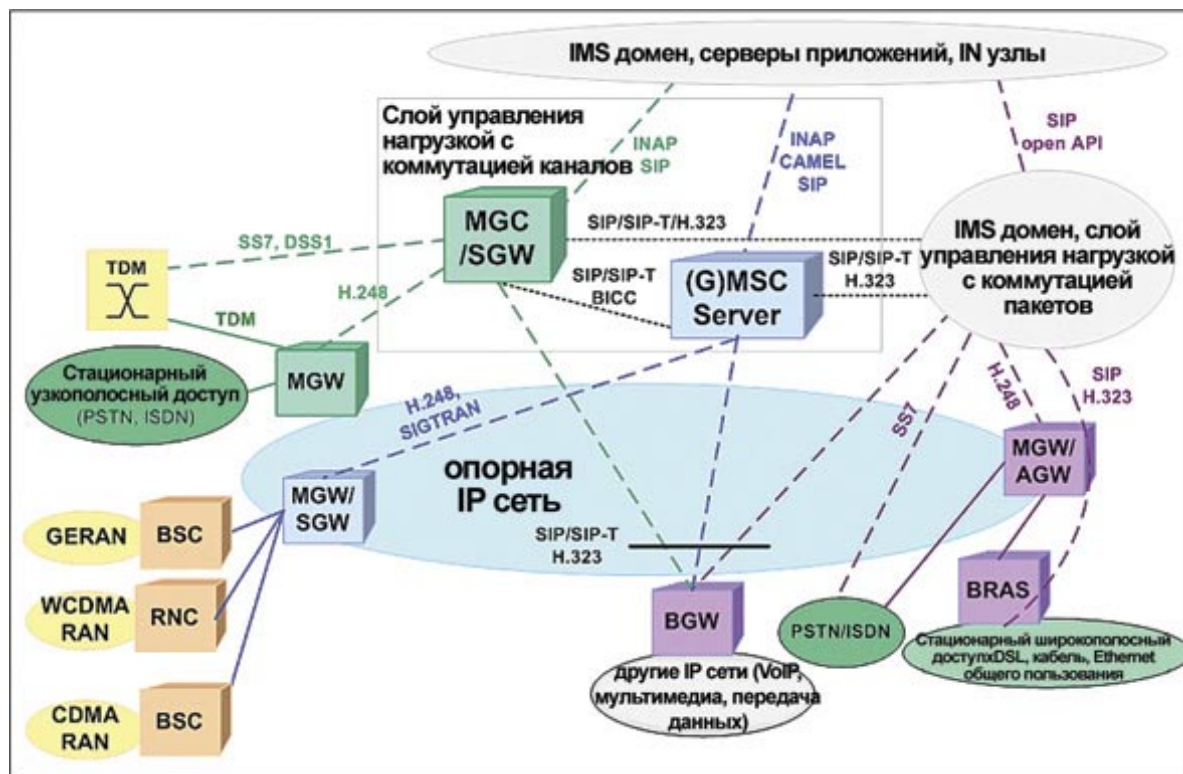 IMS домен, серверы приложений, IN узлы
Слой управления
нагрузкой с
коммутацией каналов
INAP
SIP
INAP
CAMEL
SIP
SIP
open API
MGC
/SGW
SIP/SIP-T/H.323
SS7, DSS1
TDM
H.248
SIP/SIP-T
BICC
(G)MSC
Server
SIP/SIP-T
H.323
IMS домен, слой
управления нагрузкой
с коммутацией
пакетов
TDM
MGW
Стационарный
узкополосный доступ
(PSTN, ISDN)
H.248,
SIGTRAN
SS7
H.248
SIP
H.323
MGW/
AGW
опорная
IP сеть
MGW/
SGW
SIP/SIP-T
H.323
GERAN
BSC
WCDMA
RAN
RNC
CDMA
RAN
BSC
BGW
другие IP сети (VoIP,
мультимедиа, передача
данных)
PSTN/ISDN
BRAS
Стационарный широкополосный
доступxDSL, кабель, Ethernet
общего пользования